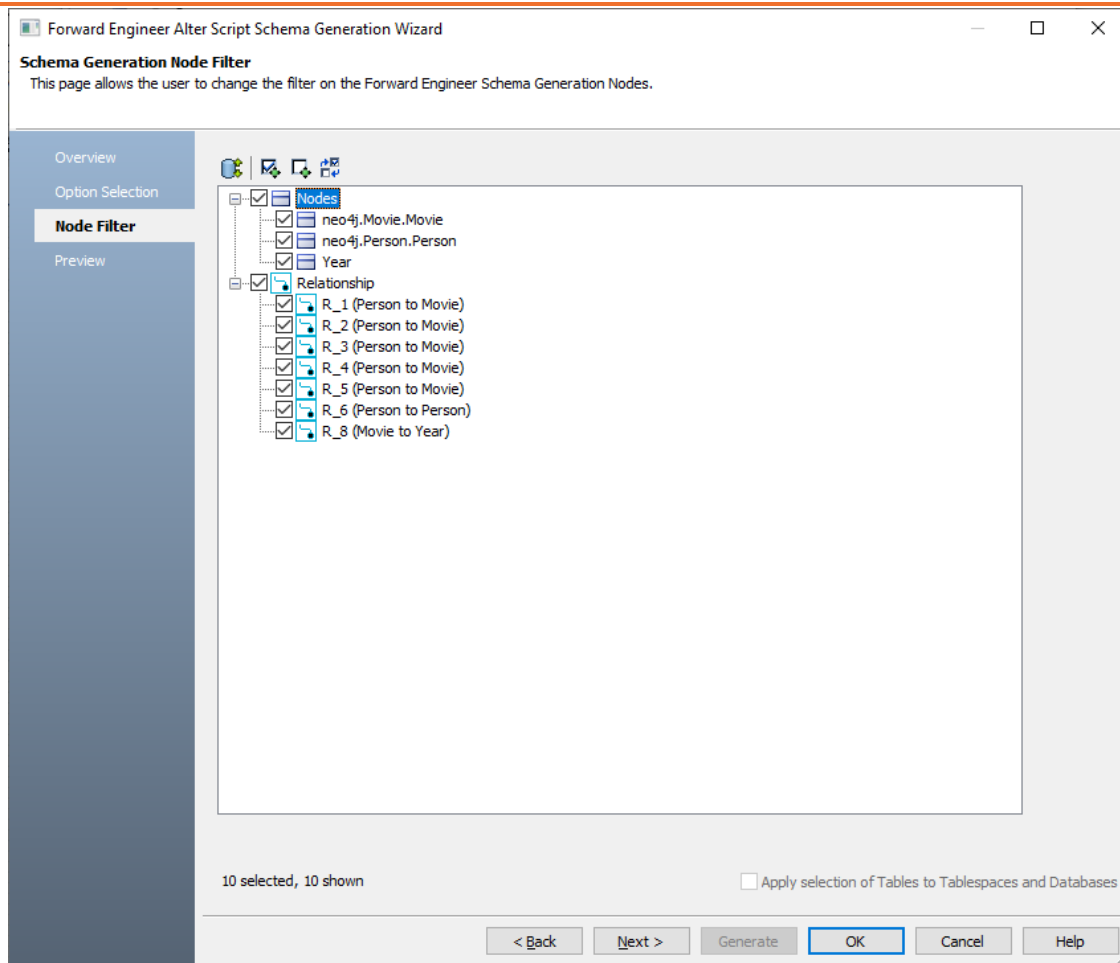 Forward Engineer Alter Script Schema Generation Wizard
Schema Generation Node Filter
This page allows the user to change the filter on the Forward Engineer Schema Generation Nodes.
Overview
Option Selection
Node Filter
Preview
Nodes
neo4j.Movie.Movie
neo4j.Person.Person
Year
Relationship
R_1 (Person to Movie)
R_2 (Person to Movie)
R_3 (Person to Movie)
R_4 (Person to Movie)
R_5 (Person to Movie)
R_6 (Person to Person)
R_8 (Movie to Year)
10 selected, 10 shown
Apply selection of Tables to Tablespaces and Databases
< Back Next > Generate OK Cancel Help